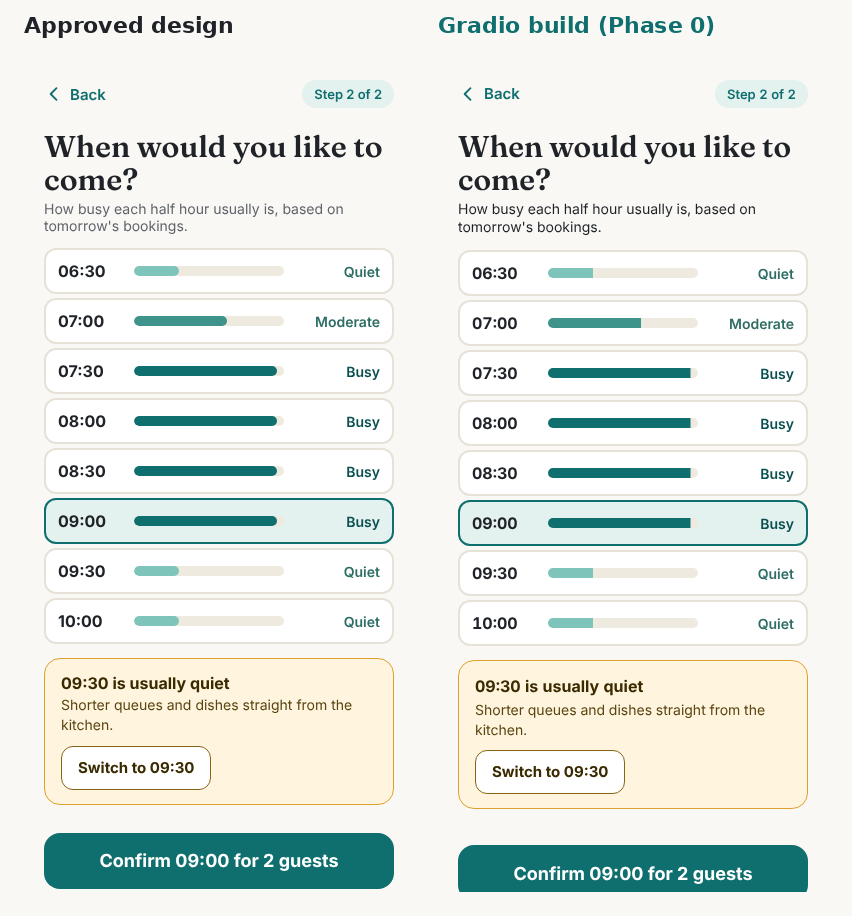 Approved design
Back
Step 2 of 2
When would you like to
come?
How busy each half hour usually is, based on
tomorrow's bookings.
06:30 Quiet
07:00 Moderate
07:30 Busy
08:00 Busy
08:30 Busy
09:00 Busy
09:30 Quiet
10:00 Quiet
09:30 is usually quiet
Shorter queues and dishes straight from the
kitchen.
Switch to 09:30
Confirm 09:00 for 2 guests
Gradio build (Phase 0)
Back
Step 2 of 2
When would you like to
come?
How busy each half hour usually is, based on
tomorrow's bookings.
06:30 Quiet
07:00 Moderate
07:30 Busy
08:00 Busy
08:30 Busy
09:00 Busy
09:30 Quiet
10:00 Quiet
09:30 is usually quiet
Shorter queues and dishes straight from the
kitchen.
Switch to 09:30
Confirm 09:00 for 2 guests